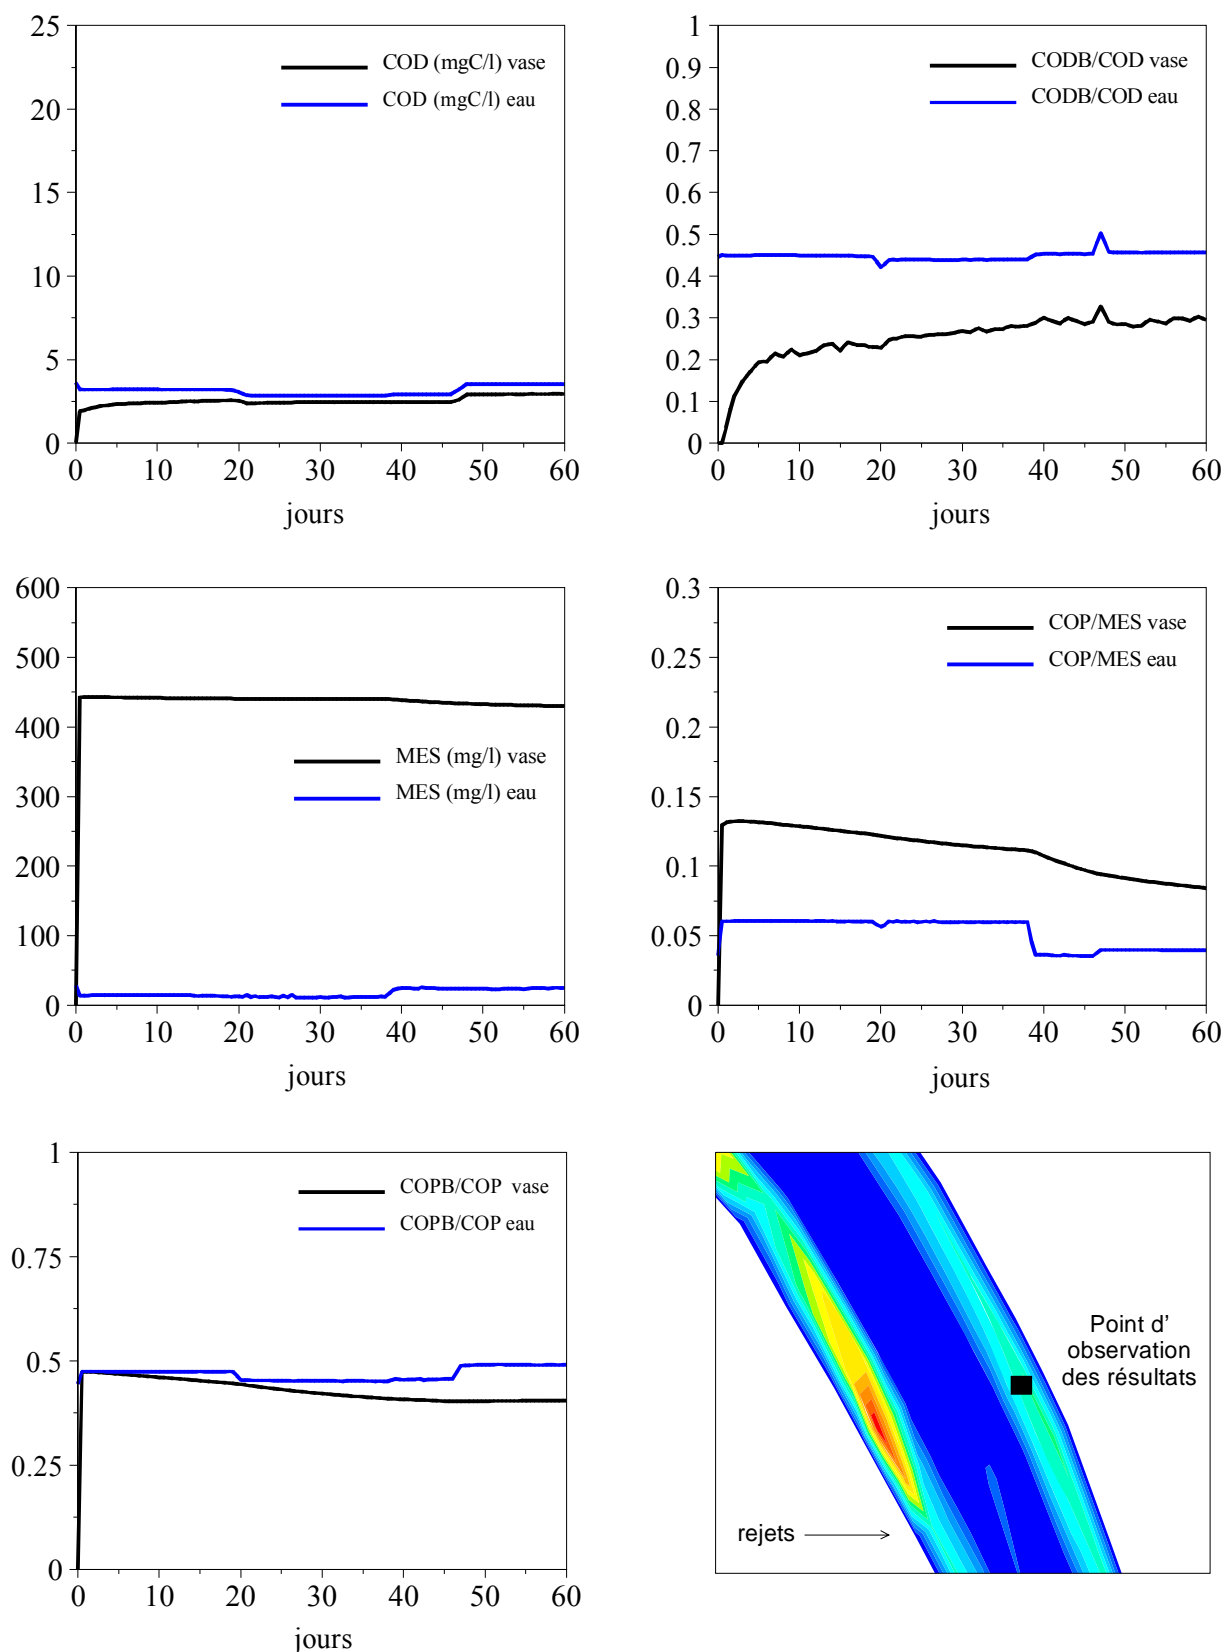 25
20
15
10
5
0
COD (mgC/l) vase
COD (mgC/l) eau
0 10 20 30 40 50 60
jours
1
0.9
0.8
0.7
0.6
0.5
0.4
0.3
0.2
0.1
0
CODB/COD vase
CODB/COD eau
0 10 20 30 40 50 60
jours
600
500
400
300
200
100
0
MES (mg/l) vase
MES (mg/l) eau
0 10 20 30 40 50 60
jours
0.3
0.25
0.2
0.15
0.1
0.05
0
COP/MES vase
COP/MES eau
0 10 20 30 40 50 60
jours
1
0.75
0.5
0.25
0
COPB/COP vase
COPB/COP eau
0 10 20 30 40 50 60
jours
Point d’
observation
des résultats
rejets